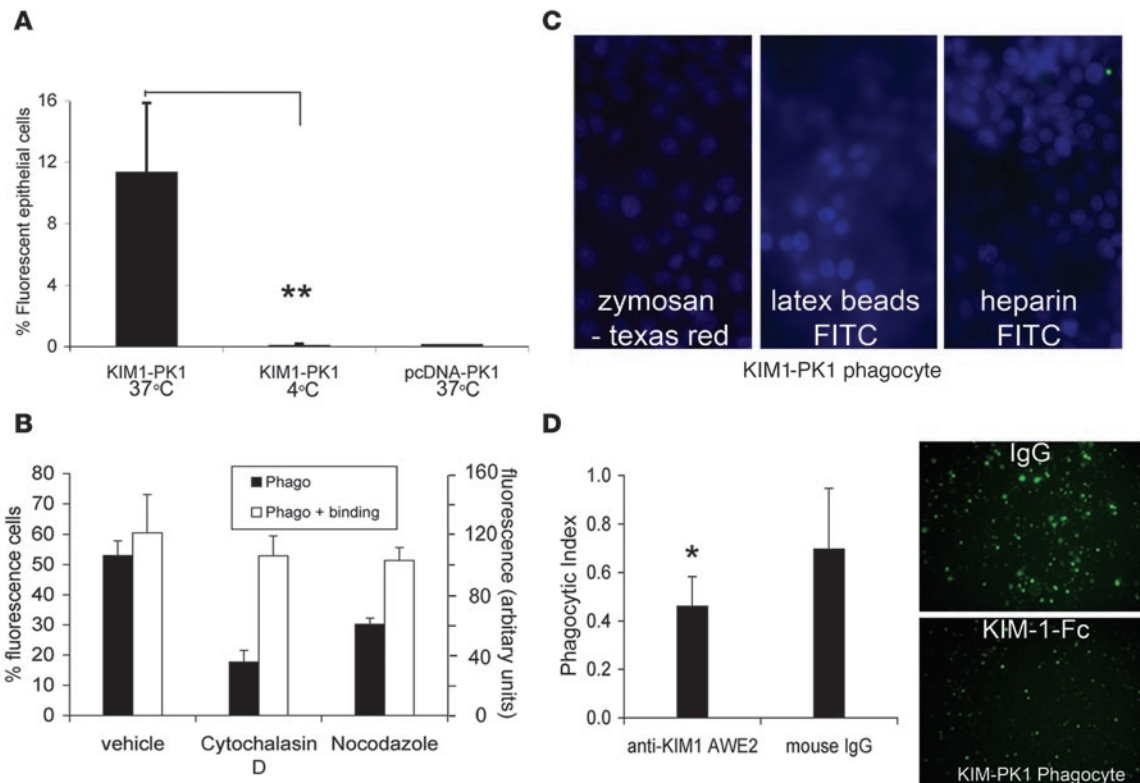 A
% Fluorescent epithelial cells
16
12
8
4
0
**
KIM1-PK1
37°C
KIM1-PK1
4°C
pcDNA-PK1
37°C
C
zymosan
- texas red
latex beads
FITC
heparin
FITC
KIM1-PK1 phagocyte
B
% fluorescence cells
80
70
60
50
40
30
20
10
0
Phago
Phago + binding
160
120
80
40
0
fluorescence (arbitary units)
vehicle
Cytochalasin
D
Nocodazole
D
Phagocytic Index
1.0
0.8
0.6
0.4
0.2
0.0
*
anti-KIM1 AWE2
mouse IgG
IgG
KIM-1-Fc
KIM-PK1 Phagocyte